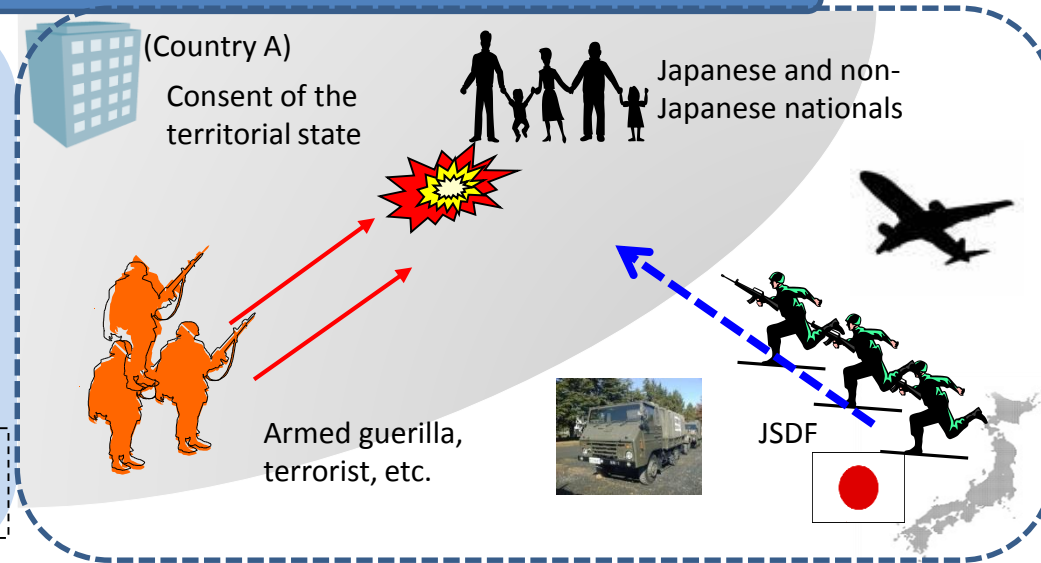 (Country A)
Consent of the
territorial state
Japanese and non-
Japanese nationals
Armed guerilla,
terrorist, etc.
JSDF